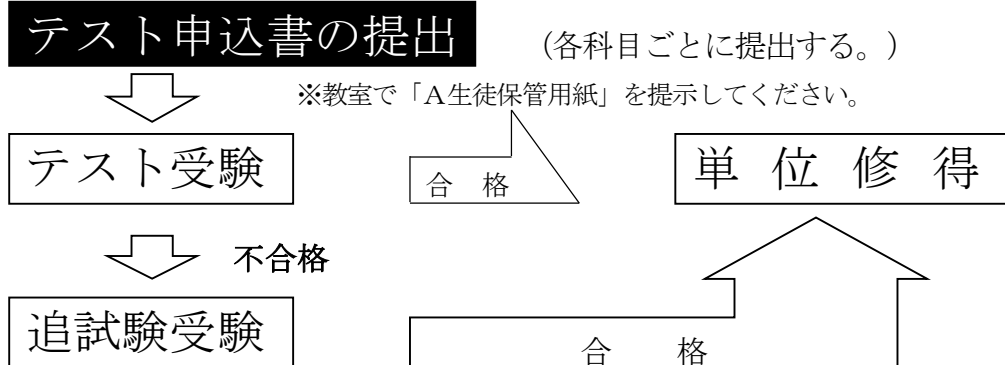 テスト申込書の提出 (各科目ごとに提出する。)
※教室で「A生徒保管用紙」を提示してください。
テスト受験 合 格 単 位 修 得
不合格
追試験受験 合 格